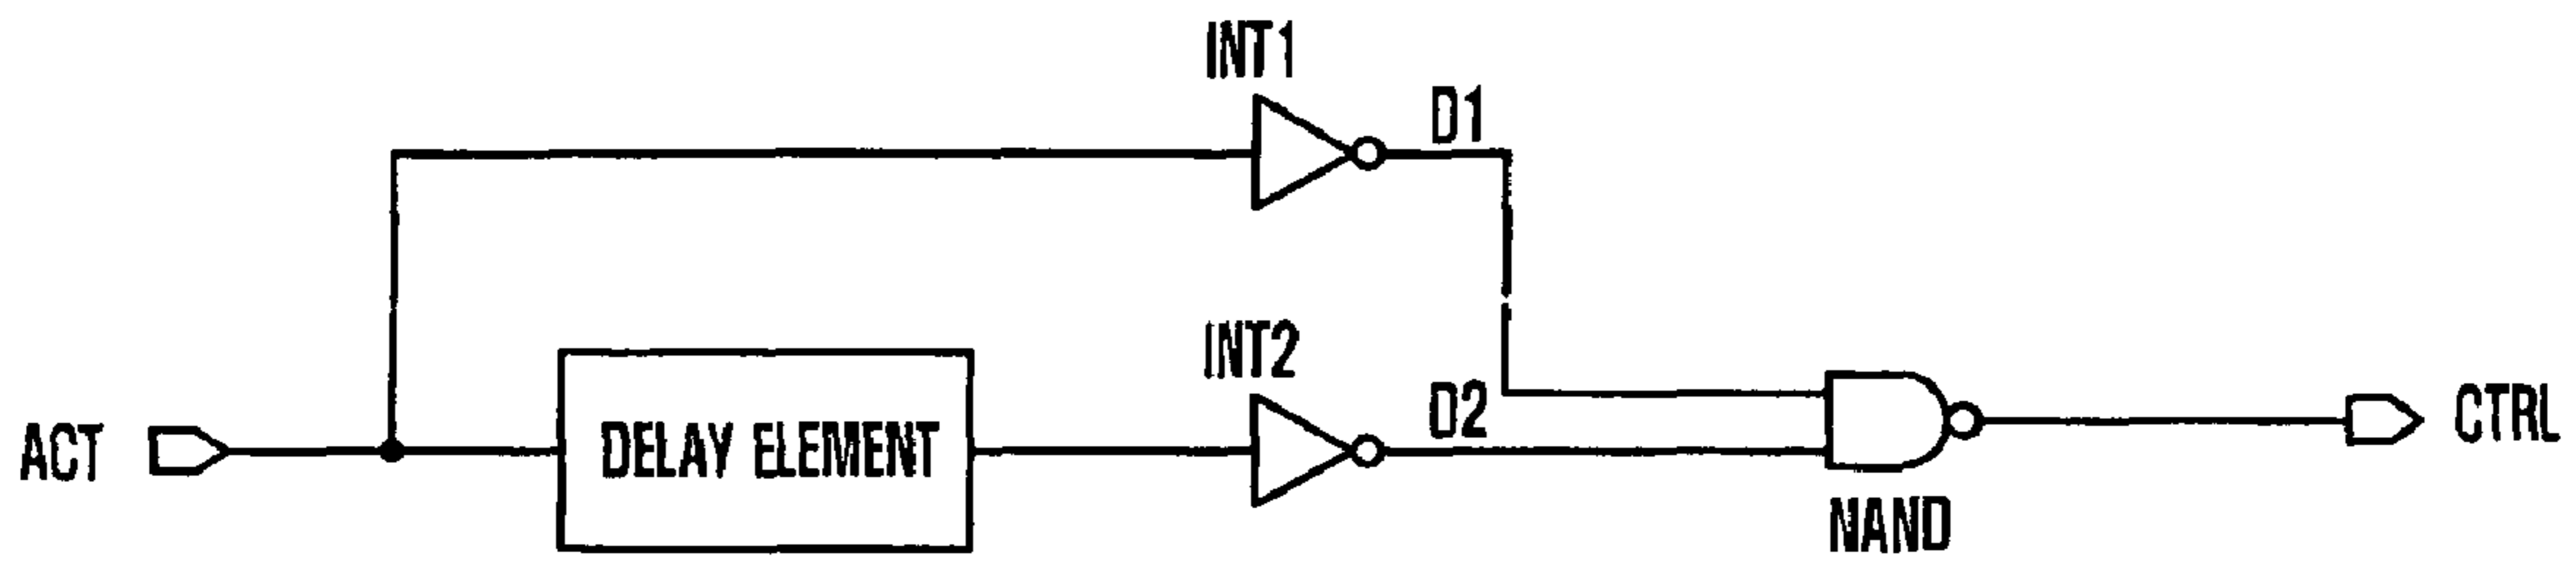 INT1
D1
INT2
D2
ACT
DELAY ELEMENT
CTRL
NAND